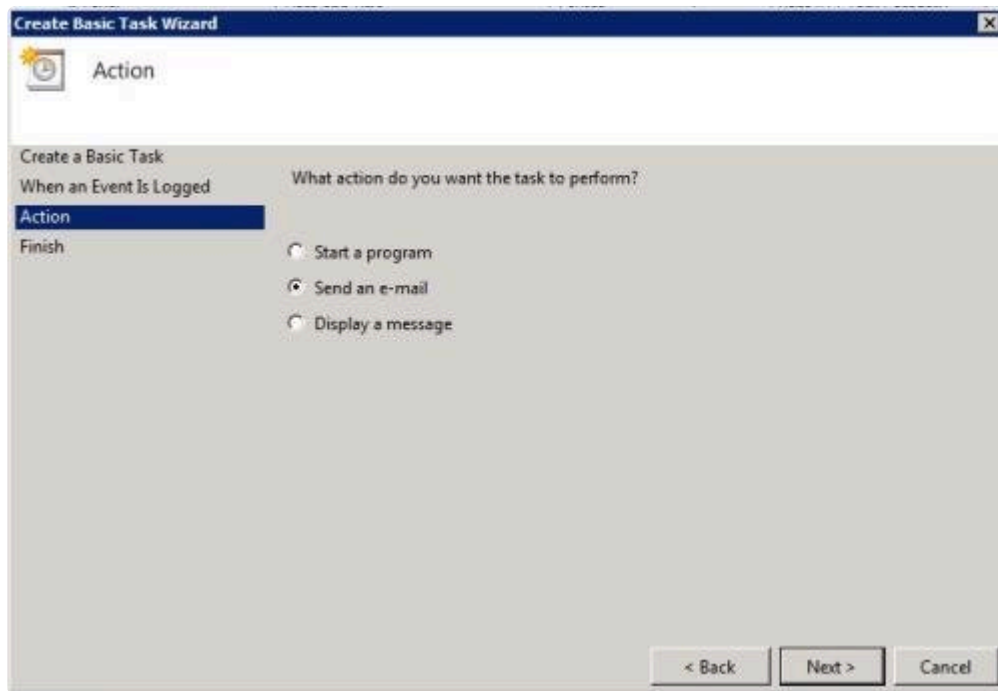 Create Basic Task Wizard
Action
Create a Basic Task
When an Event Is Logged
Action
Finish
What action do you want the task to perform?
Start a program
Send an e-mail
Display a message
< Back
Next >
Cancel